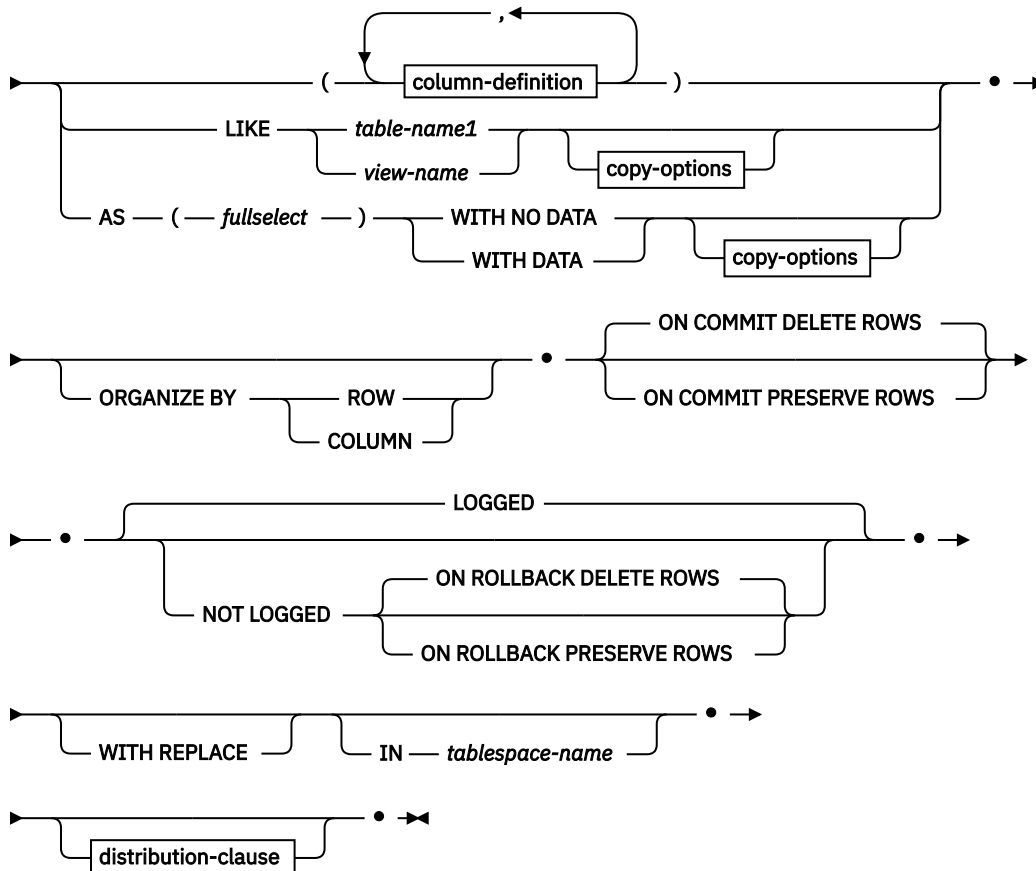 ,
( column-definition )
LIKE table-name1
view-name copy-options
AS ( fullselect ) WITH NO DATA
WITH DATA copy-options
ON COMMIT DELETE ROWS
ORGANIZE BY ROW ON COMMIT PRESERVE ROWS
COLUMN
LOGGED
ON ROLLBACK DELETE ROWS
NOT LOGGED
ON ROLLBACK PRESERVE ROWS
WITH REPLACE IN tablespace-name
distribution-clause